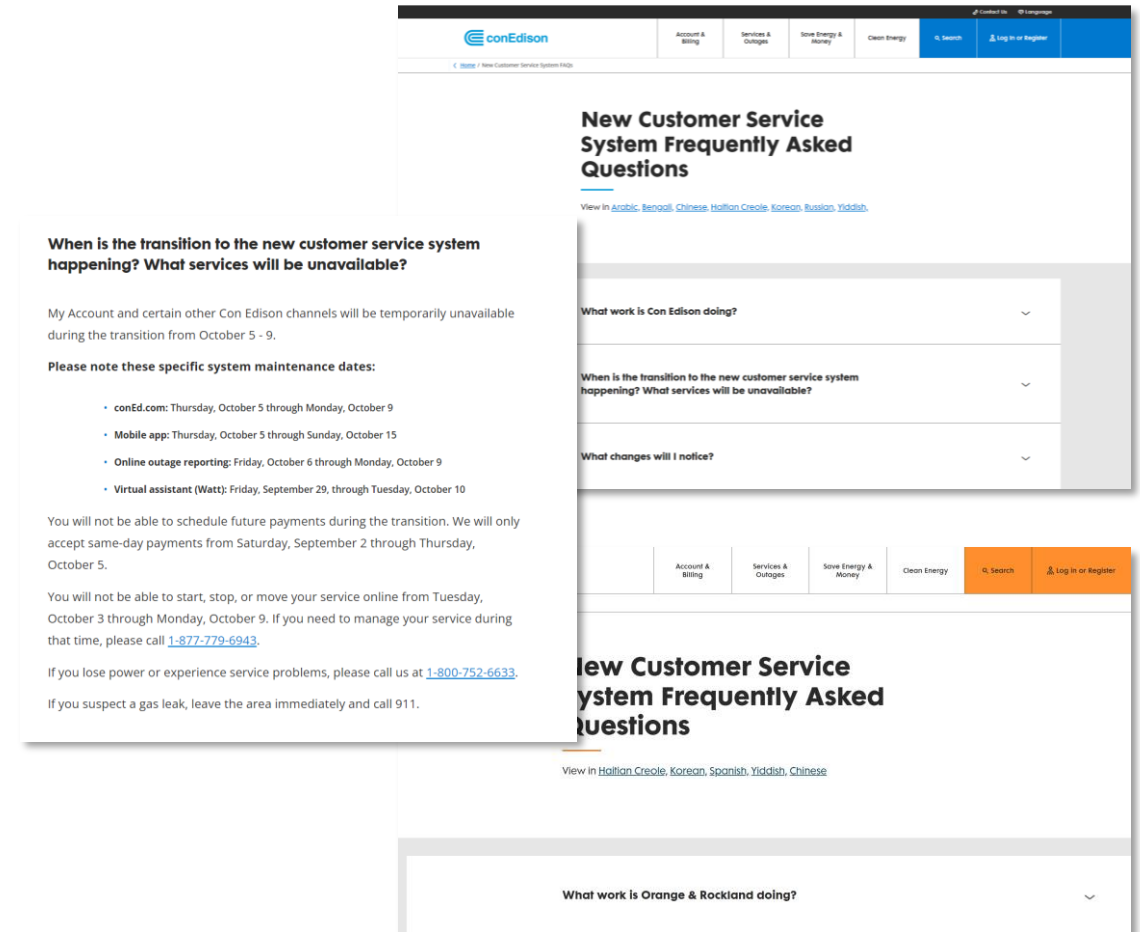 Contact Us Language
conEdison
Account &
Billing
Services &
Outages
Save Energy &
Money
Clean Energy
Search
Log In or Register
Home / New Customer Service System FAQs
New Customer Service
System Frequently Asked
Questions
View in Arabic, Bengali, Chinese, Haitian Creole, Korean, Russian, Yiddish,
What work is Con Edison doing?
When is the transition to the new customer service system
happening? What services will be unavailable?
What changes will I notice?
When is the transition to the new customer service system
happening? What services will be unavailable?
My Account and certain other Con Edison channels will be temporarily unavailable
during the transition from October 5 - 9.
Please note these specific system maintenance dates:
• conEd.com: Thursday, October 5 through Monday, October 9
• Mobile app: Thursday, October 5 through Sunday, October 15
• Online outage reporting: Friday, October 6 through Monday, October 9
• Virtual assistant (Watt): Friday, September 29, through Tuesday, October 10
You will not be able to schedule future payments during the transition. We will only
accept same-day payments from Saturday, September 2 through Thursday,
October 5.
You will not be able to start, stop, or move your service online from Tuesday,
October 3 through Monday, October 9. If you need to manage your service during
that time, please call 1-877-779-6943.
If you lose power or experience service problems, please call us at 1-800-752-6633.
If you suspect a gas leak, leave the area immediately and call 911.
Account &
Billing
Services &
Outages
Save Energy &
Money
Clean Energy
Search
Log In or Register
ew Customer Service
ystem Frequently Asked
uestions
View in Haitian Creole, Korean, Spanish, Yiddish, Chinese
What work is Orange & Rockland doing?